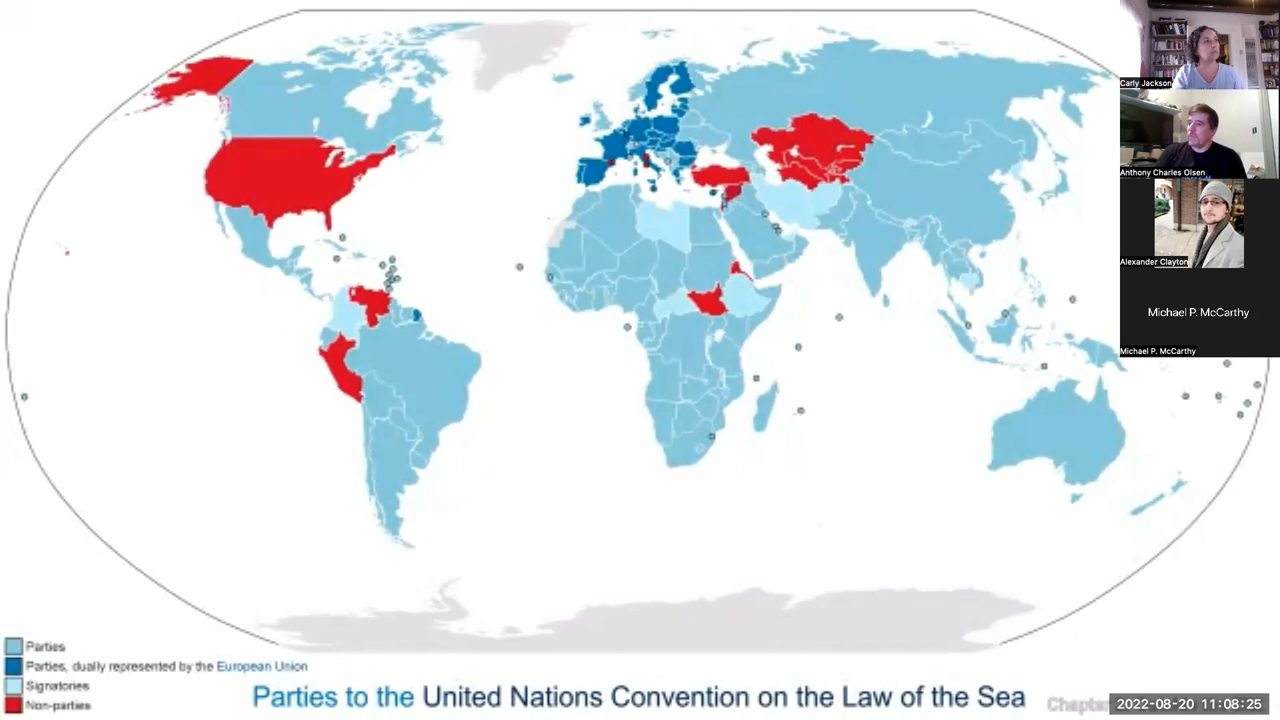 Carly Jackson
Anthony Charles Olsen
Alexander Clayton
Michael P. McCarthy
Michael P. McCarthy
Parties
Parties, dually represented by the European Union
Signatories
Non-parties
Parties to the United Nations Convention on the Law of the Sea
Chapter
2022-08-20 11:08:25